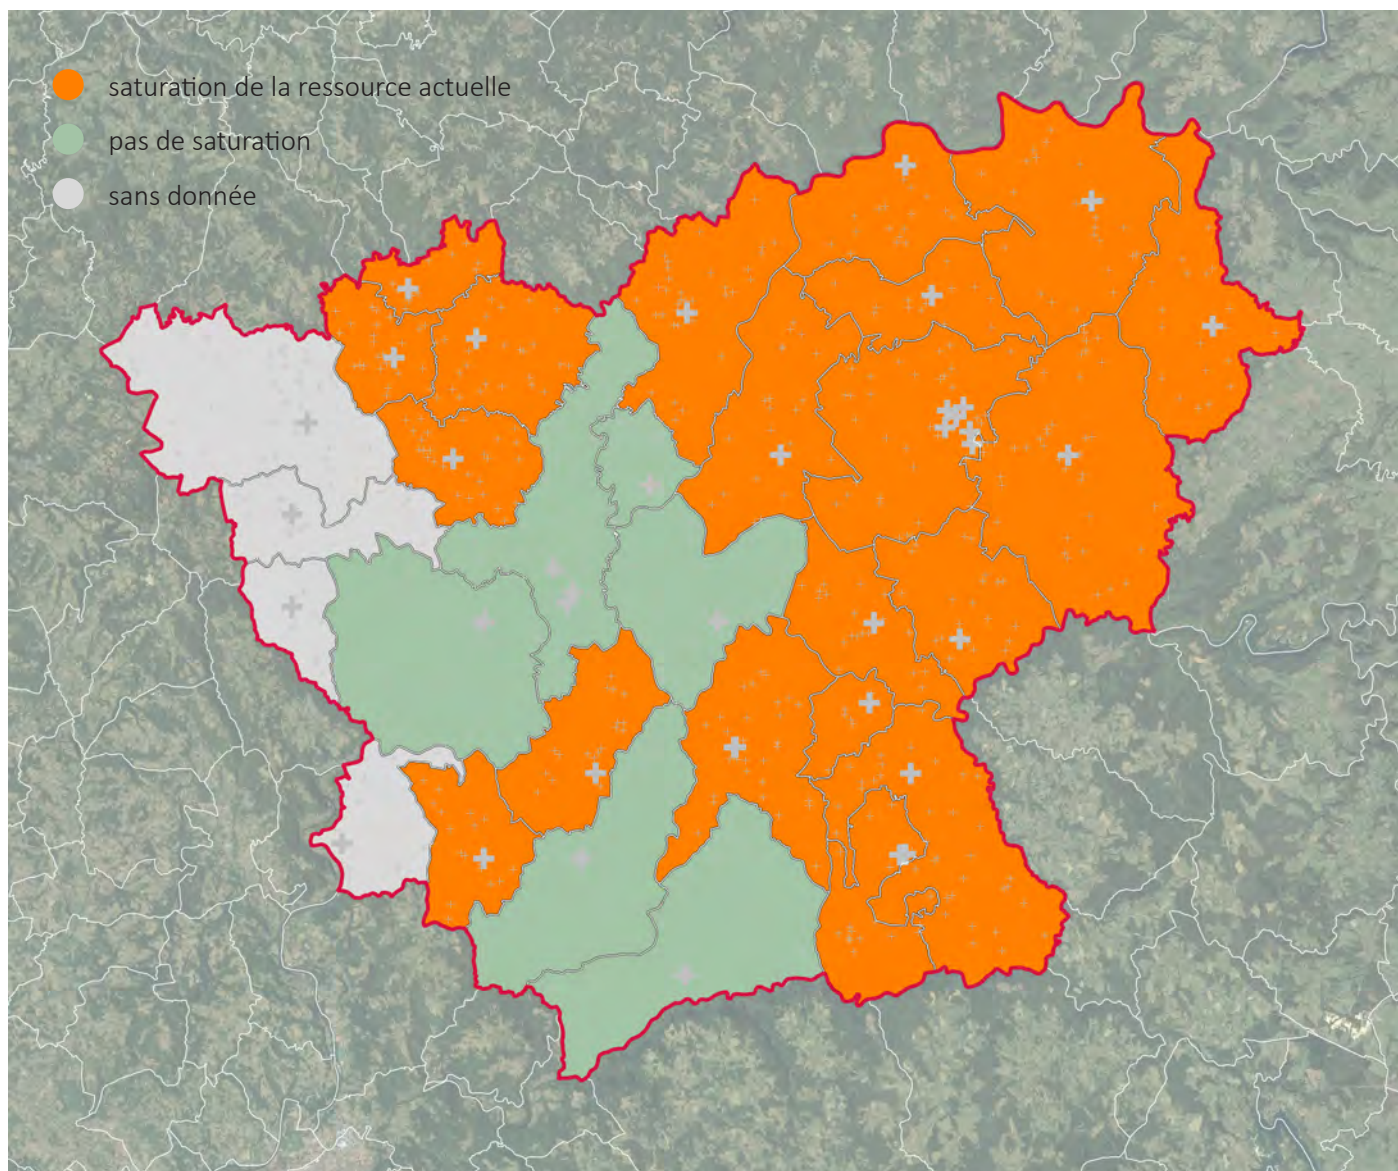 saturation de la ressource actuelle
pas de saturation
sans donnée